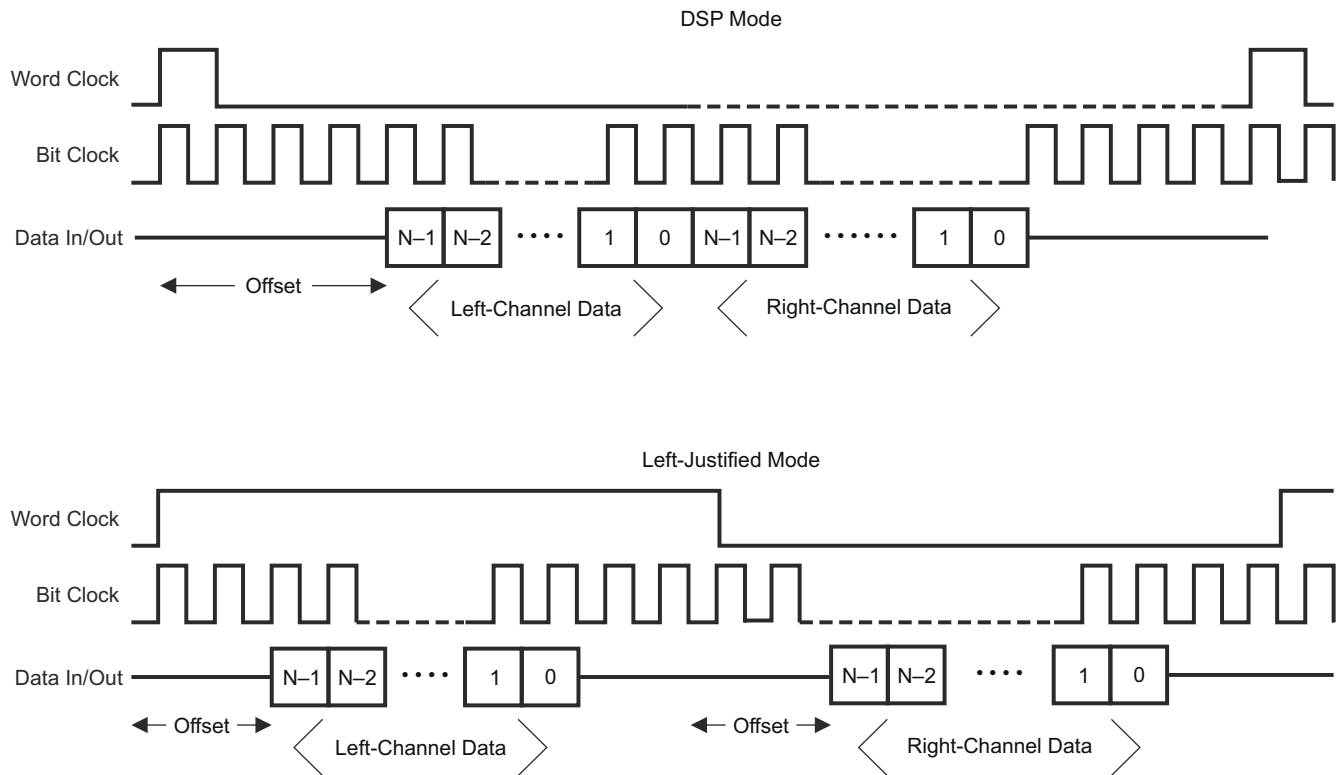 DSP Mode
Word Clock
Bit Clock
Data In/Out
N–1 N–2 •••• 1 0 N–1 N–2 •••••• 1 0
Offset
Left-Channel Data
Right-Channel Data
Left-Justified Mode
Word Clock
Bit Clock
Data In/Out
N–1 N–2 •••• 1 0 N–1 N–2 •••• 1 0
Offset
Offset
Left-Channel Data
Right-Channel Data